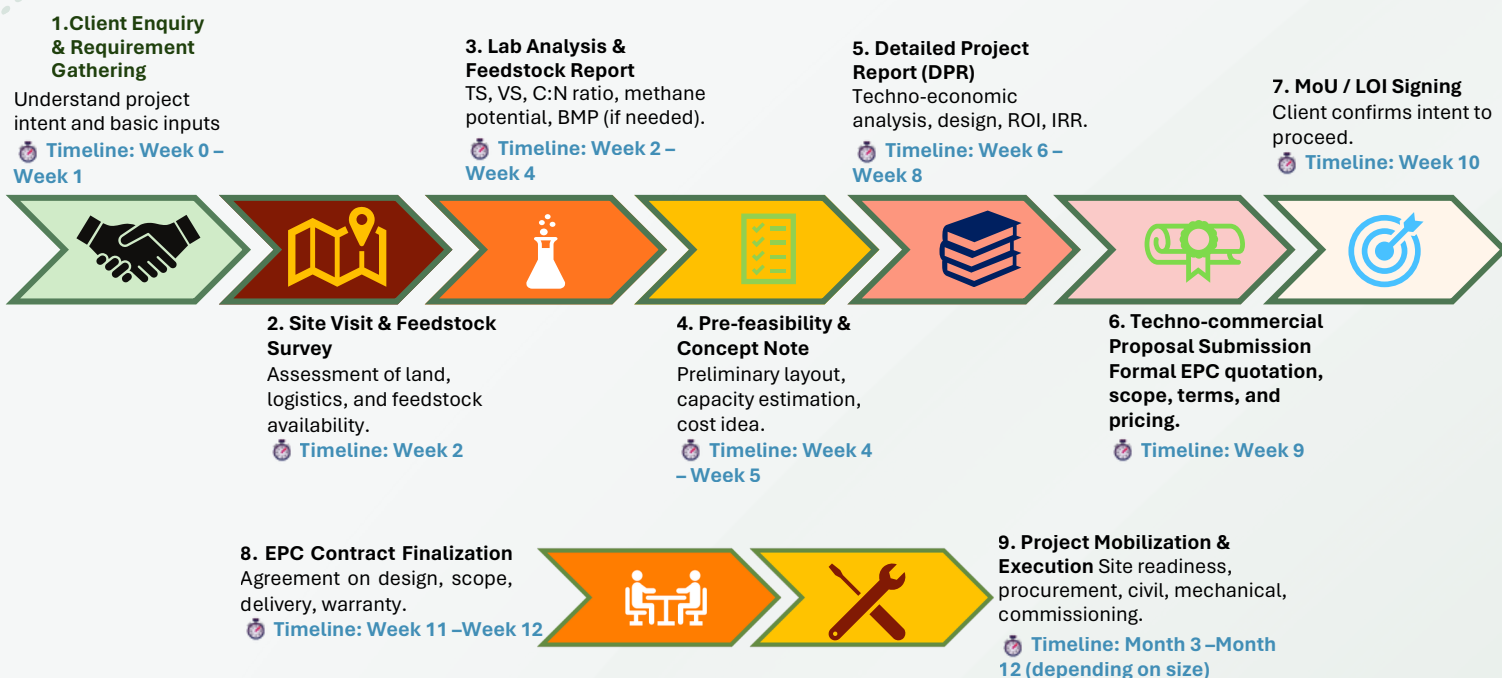 1.Client Enquiry
& Requirement
Gathering
Understand project
intent and basic inputs
Timeline: Week 0 –
Week 1
2. Site Visit & Feedstock
Survey
Assessment of land,
logistics, and feedstock
availability.
Timeline: Week 2
3. Lab Analysis &
Feedstock Report
TS, VS, C:N ratio, methane
potential, BMP (if needed).
Timeline: Week 2 –
Week 4
4. Pre-feasibility &
Concept Note
Preliminary layout,
capacity estimation,
cost idea.
Timeline: Week 4
– Week 5
5. Detailed Project
Report (DPR)
Techno-economic
analysis, design, ROI, IRR.
Timeline: Week 6 –
Week 8
6. Techno-commercial
Proposal Submission
Formal EPC quotation,
scope, terms, and
pricing.
Timeline: Week 9
7. MoU / LOI Signing
Client confirms intent to
proceed.
Timeline: Week 10
8. EPC Contract Finalization
Agreement on design, scope,
delivery, warranty.
Timeline: Week 11 –Week 12
9. Project Mobilization &
Execution Site readiness,
procurement, civil, mechanical,
commissioning.
Timeline: Month 3 –Month
12 (depending on size)